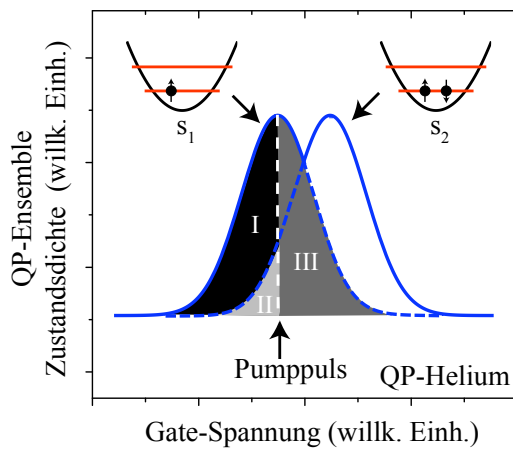 s1
s2
QP-Ensemble
Zustandsdichte (willk. Einh.)
I
III
II
Pumppuls
QP-Helium
Gate-Spannung (willk. Einh.)